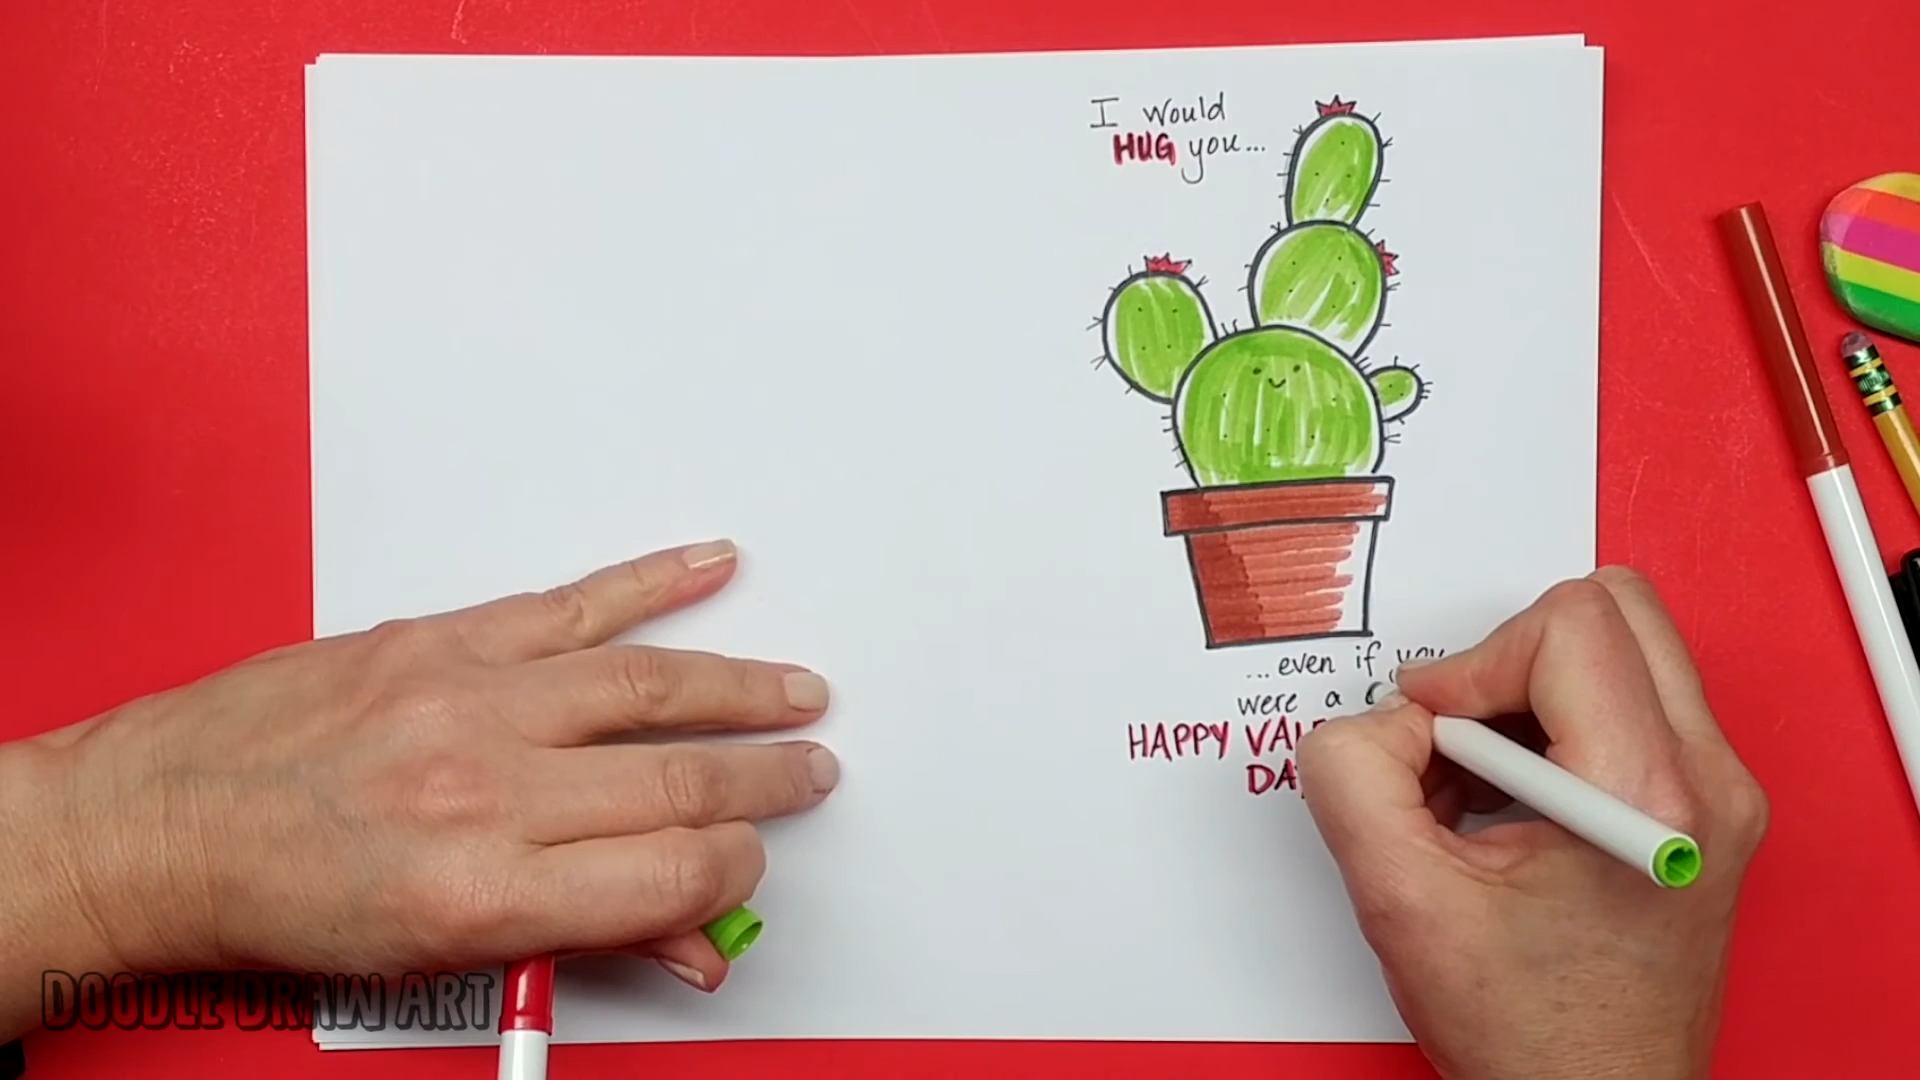 I would
HUG you...
...even if you
were a
HAPPY
DOODLE DRAW ART